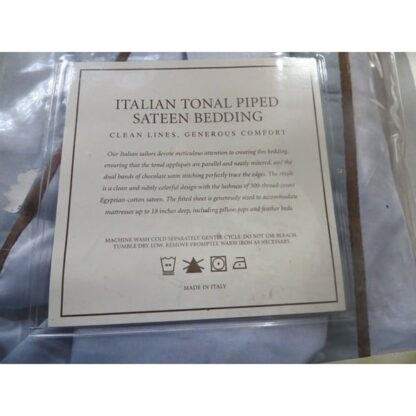 ITALIAN TONAL PIPED
SATEEN BEDDING
CLEAN LINES, GENEROUS COMFORT
Our Italian tailors devote meticulous attention to creating this bedding,
ensuring that the tonal appliqués are parallel and neatly mitered, and the
dual bands of chocolate satin stitching perfectly trace the edges. The result
is a clean and subtly colorful design with the lushness of 300-thread-count
Egyptian-cotton sateen. The fitted sheet is generously sized to accommodate
mattresses up to 18 inches deep, including pillow-tops and feather beds.
MACHINE WASH COLD SEPARATELY GENTLE CYCLE. DO NOT USE BLEACH.
TUMBLE DRY LOW. REMOVE PROMPTLY. WARM IRON AS NECESSARY.
MADE IN ITALY